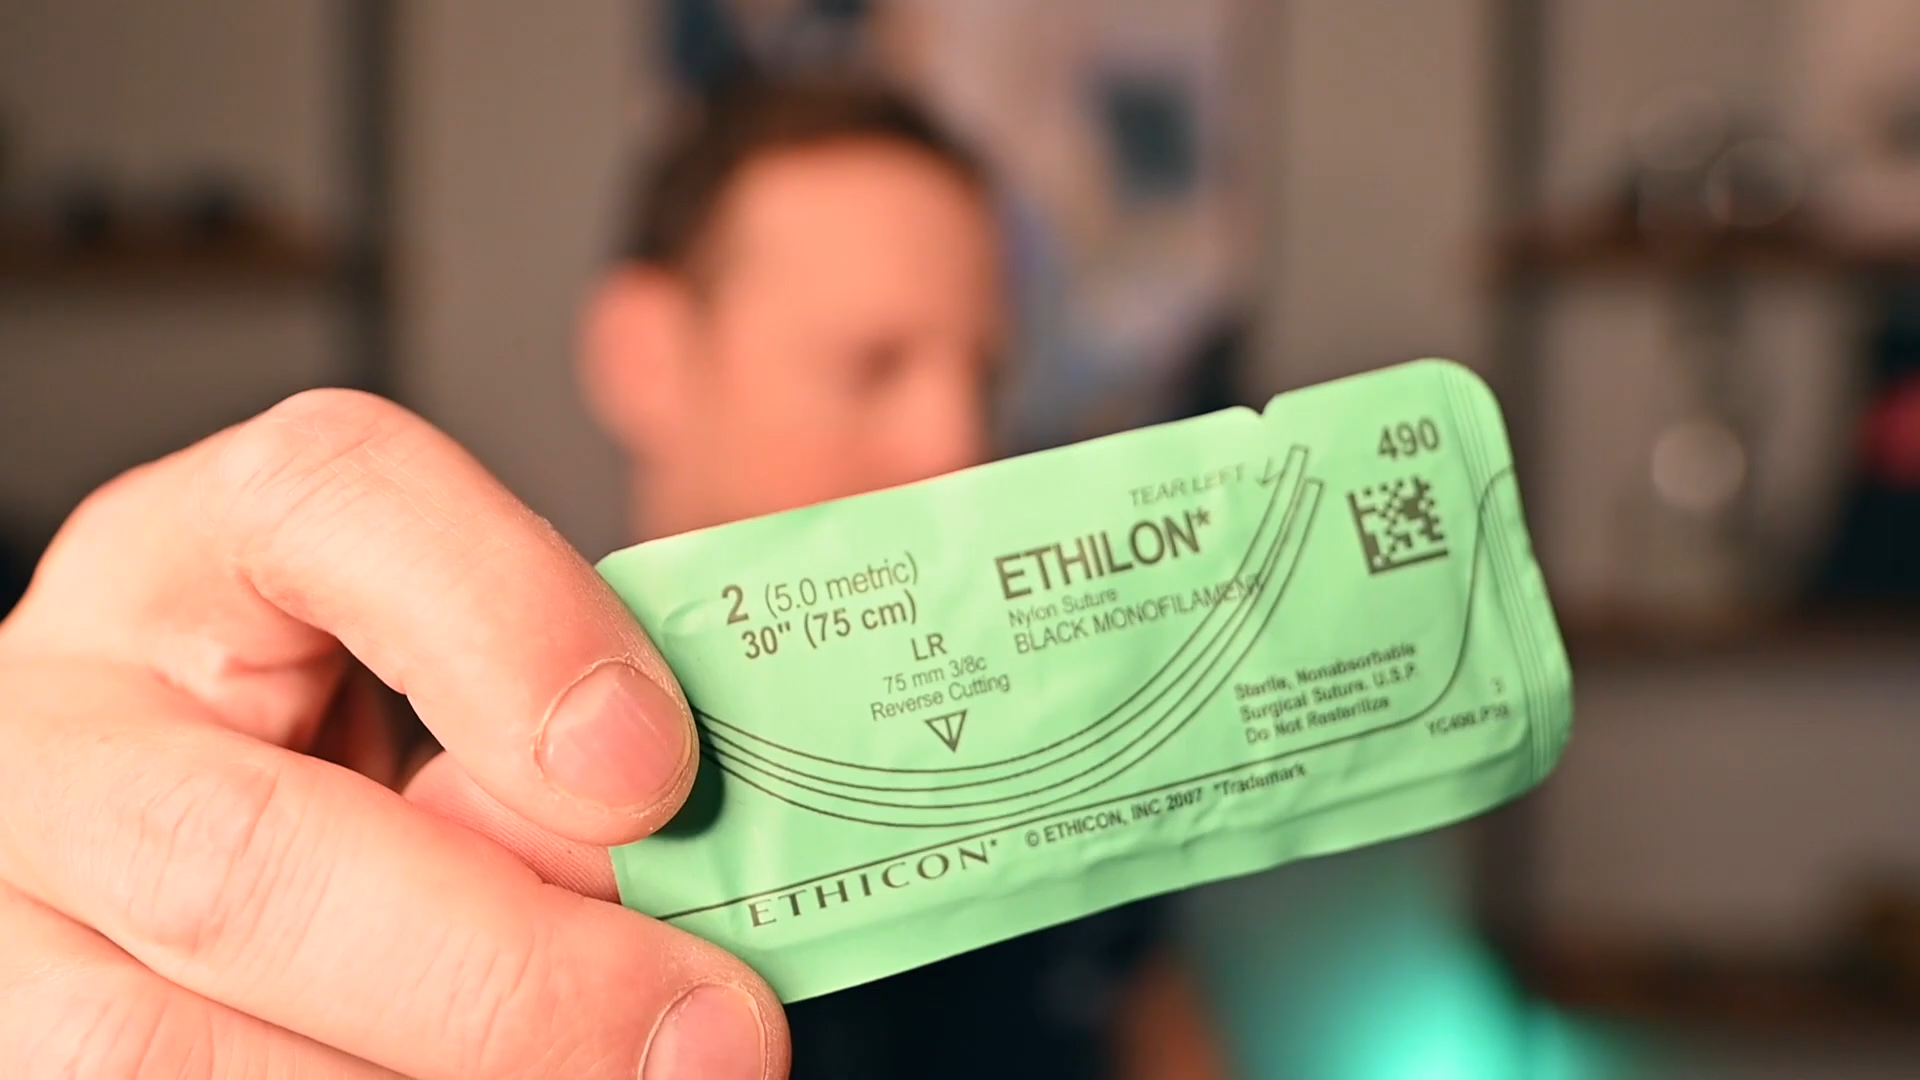 490
TEAR LEFT
ETHILON*
Nylon Suture
BLACK MONOFILAMENT
2 (5.0 metric)
30" (75 cm)
LR
75 mm 3/8c
Reverse Cutting
Sterile, Nonabsorbable
Surgical Suture, U.S.P.
Do Not Resterilize
ETHICON*
© ETHICON, INC 2007 *Trademark